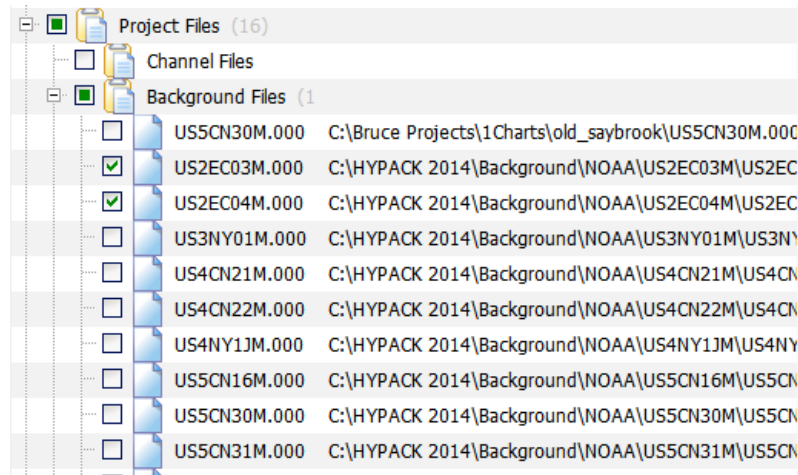 Project Files (16)
Channel Files
Background Files (1
US5CN30M.000 C:\Bruce Projects\1Charts\old_saybrook\US5CN30M.000
US2EC03M.000 C:\HYPACK 2014\Background\NOAA\US2EC03M\US2EC
US2EC04M.000 C:\HYPACK 2014\Background\NOAA\US2EC04M\US2EC
US3NY01M.000 C:\HYPACK 2014\Background\NOAA\US3NY01M\US3NY
US4CN21M.000 C:\HYPACK 2014\Background\NOAA\US4CN21M\US4CN
US4CN22M.000 C:\HYPACK 2014\Background\NOAA\US4CN22M\US4CN
US4NY1JM.000 C:\HYPACK 2014\Background\NOAA\US4NY1JM\US4NY
US5CN16M.000 C:\HYPACK 2014\Background\NOAA\US5CN16M\US5CN
US5CN30M.000 C:\HYPACK 2014\Background\NOAA\US5CN30M\US5CN
US5CN31M.000 C:\HYPACK 2014\Background\NOAA\US5CN31M\US5CN